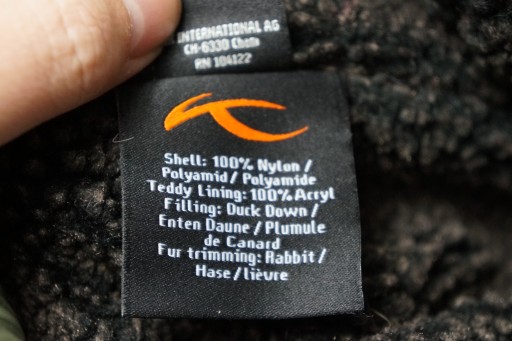 INTERNATIONAL AG
CH-6330 Cham
RN 104122
Shell: 100% Nylon /
Polyamid / Polyamide
Teddy Lining: 100% Acryl
Filling: Duck Down /
Enten Daune / Plumule
de Canard
Fur trimming: Rabbit /
Hase/lièvre